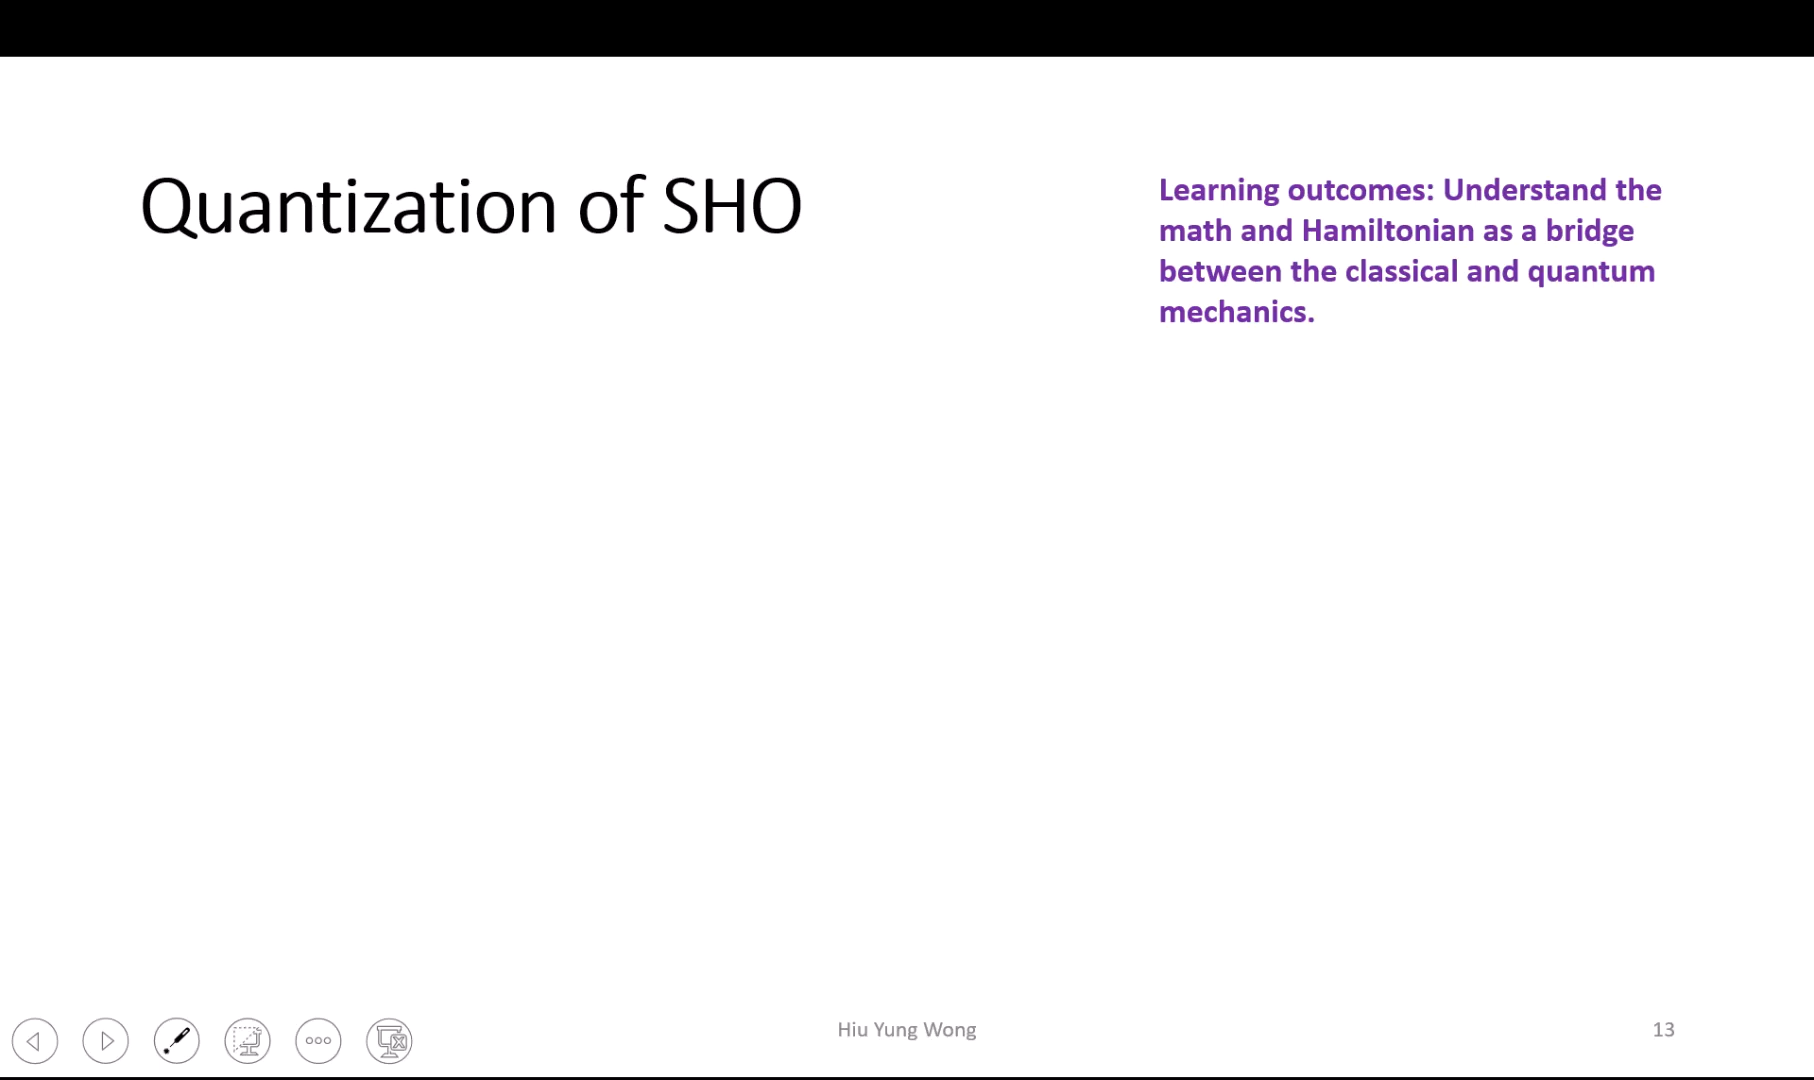 Quantization of SHO
Learning outcomes: Understand the
math and Hamiltonian as a bridge
between the classical and quantum
mechanics.
Hiu Yung Wong
13